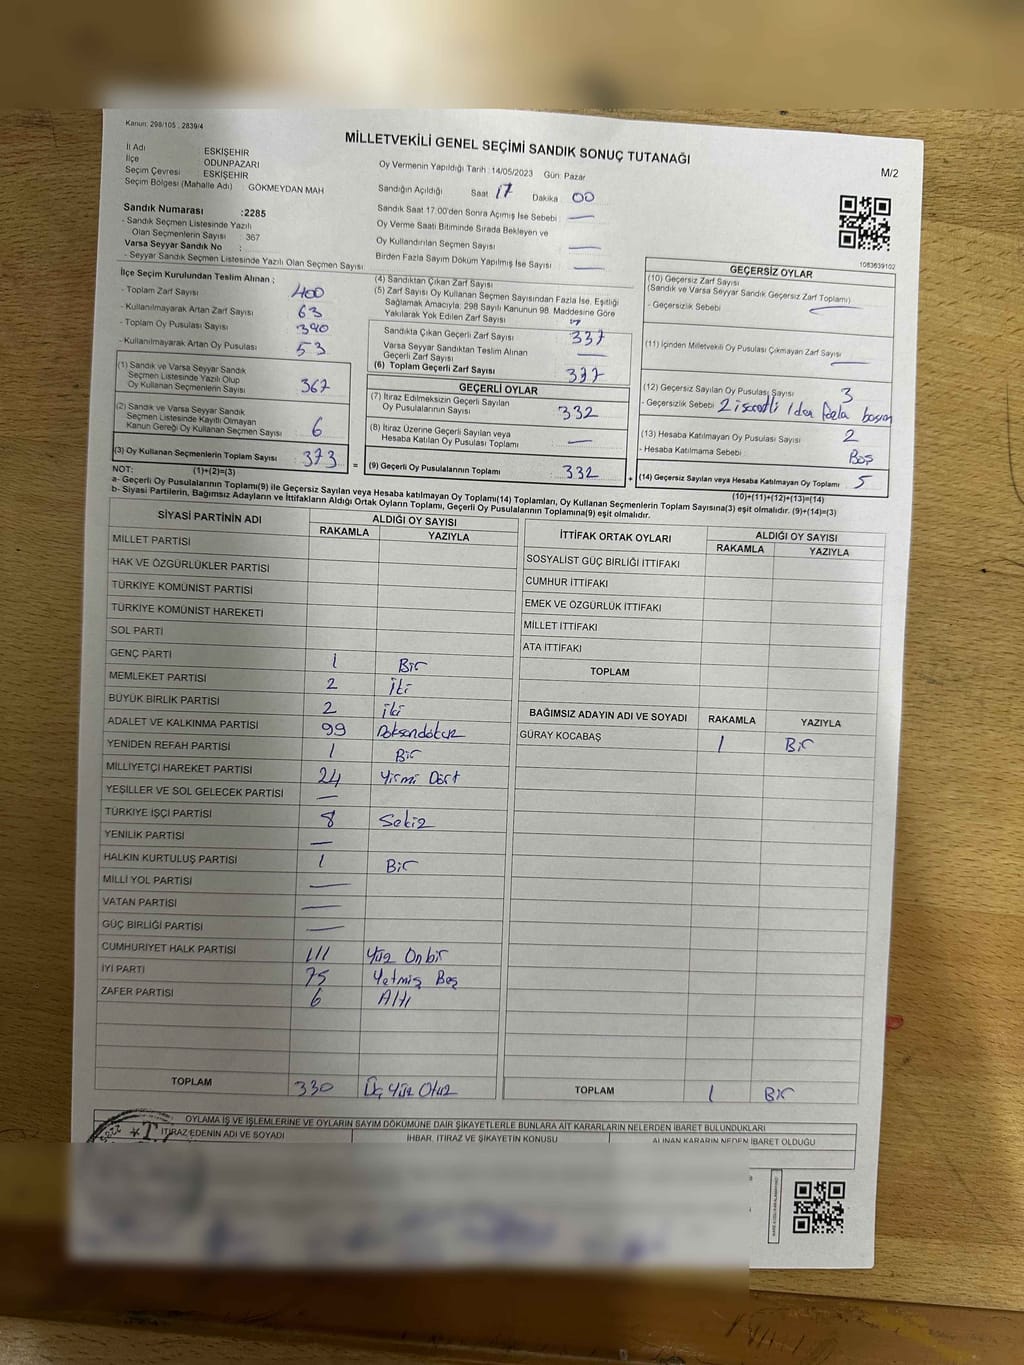 Kanun: 298/105 , 2839/4
MİLLETVEKİLİ GENEL SEÇİMİ SANDIK SONUÇ TUTANAĞI
M/2
İl Adı : ESKİŞEHİR
İlçe : ODUNPAZARI
Seçim Çevresi : ESKİŞEHİR
Seçim Bölgesi (Mahalle Adı) : GÖKMEYDAN MAH
Oy Vermenin Yapıldığı Tarih : 14/05/2023 Gün: Pazar
Sandığın Açıldığı Saat 17 Dakika 00
Sandık Saat 17:00'den Sonra Açılmış İse Sebebi —
Oy Verme Saati Bitiminde Sırada Bekleyen ve
Oy Kullandırılan Seçmen Sayısı —
Birden Fazla Sayım Döküm Yapılmış İse Sayısı —
Sandık Numarası :2285
- Sandık Seçmen Listesinde Yazılı
Olan Seçmenlerin Sayısı : 367
Varsa Seyyar Sandık No :
- Seyyar Sandık Seçmen Listesinde Yazılı Olan Seçmen Sayısı
1083639102
İlçe Seçim Kurulundan Teslim Alınan ;
- Toplam Zarf Sayısı 400
- Kullanılmayarak Artan Zarf Sayısı 63
- Toplam Oy Pusulası Sayısı 390
- Kullanılmayarak Artan Oy Pusulası 53
(1) Sandık ve Varsa Seyyar Sandık
Seçmen Listesinde Yazılı Olup
Oy Kullanan Seçmenlerin Sayısı 367
(2) Sandık ve Varsa Seyyar Sandık
Seçmen Listesinde Kayıtlı Olmayan
Kanun Gereği Oy Kullanan Seçmen Sayısı 6
(3) Oy Kullanan Seçmenlerin Toplam Sayısı 373
(4) Sandıktan Çıkan Zarf Sayısı
(5) Zarf Sayısı Oy Kullanan Seçmen Sayısından Fazla İse, Eşitliği
Sağlamak Amacıyla; 298 Sayılı Kanunun 98. Maddesine Göre
Yakılarak Yok Edilen Zarf Sayısı
Sandıkta Çıkan Geçerli Zarf Sayısı 337
Varsa Seyyar Sandıktan Teslim Alınan
Geçerli Zarf Sayısı —
(6) Toplam Geçerli Zarf Sayısı 337
GEÇERLİ OYLAR
(7) İtiraz Edilmeksizin Geçerli Sayılan
Oy Pusulalarının Sayısı 332
(8) İtiraz Üzerine Geçerli Sayılan veya
Hesaba Katılan Oy Pusulası Toplamı —
= (9) Geçerli Oy Pusulalarının Toplamı 332 +
GEÇERSİZ OYLAR
(10) Geçersiz Zarf Sayısı
(Sandık ve Varsa Seyyar Sandık Geçersiz Zarf Toplamı)
- Geçersizlik Sebebi —
(11) İçinden Milletvekili Oy Pusulası Çıkmayan Zarf Sayısı —
(12) Geçersiz Sayılan Oy Pusulası Sayısı 3
- Geçersizlik Sebebi 2 işaretli 1 den fazla basım
(13) Hesaba Katılmayan Oy Pusulası Sayısı 2
- Hesaba Katılmama Sebebi Boş
(14) Geçersiz Sayılan veya Hesaba Katılmayan Oy Toplamı 5
NOT: (1)+(2)=(3)
(10)+(11)+(12)+(13)=(14)
a- Geçerli Oy Pusulalarının Toplamı(9) ile Geçersiz Sayılan veya Hesaba katılmayan Oy Toplamı(14) Toplamları, Oy Kullanan Seçmenlerin Toplam Sayısına(3) eşit olmalıdır. (9)+(14)=(3)
b- Siyasi Partilerin, Bağımsız Adayların ve İttifakların Aldığı Ortak Oyların Toplamı, Geçerli Oy Pusulalarının Toplamına(9) eşit olmalıdır.
SİYASİ PARTİNİN ADI ALDIĞI OY SAYISI
RAKAMLA YAZIYLA
MİLLET PARTİSİ
HAK VE ÖZGÜRLÜKLER PARTİSİ
TÜRKİYE KOMÜNİST PARTİSİ
TÜRKİYE KOMÜNİST HAREKETİ
SOL PARTİ
GENÇ PARTİ 1 Bir
MEMLEKET PARTİSİ 2 İki
BÜYÜK BİRLİK PARTİSİ 2 iki
ADALET VE KALKINMA PARTİSİ 99 Doksandokuz
YENİDEN REFAH PARTİSİ 1 Bir
MİLLİYETÇİ HAREKET PARTİSİ 24 Yirmi Dört
YEŞİLLER VE SOL GELECEK PARTİSİ —
TÜRKİYE İŞÇİ PARTİSİ 8 Sekiz
YENİLİK PARTİSİ —
HALKIN KURTULUŞ PARTİSİ 1 Bir
MİLLİ YOL PARTİSİ —
VATAN PARTİSİ —
GÜÇ BİRLİĞİ PARTİSİ —
CUMHURİYET HALK PARTİSİ 111 Yüz Onbir
İYİ PARTİ 75 Yetmiş Beş
ZAFER PARTİSİ 6 Altı
TOPLAM 330 Üç Yüz Otuz
İTTİFAK ORTAK OYLARI ALDIĞI OY SAYISI
RAKAMLA YAZIYLA
SOSYALİST GÜÇ BİRLİĞİ İTTİFAKI
CUMHUR İTTİFAKI
EMEK VE ÖZGÜRLÜK İTTİFAKI
MİLLET İTTİFAKI
ATA İTTİFAKI
TOPLAM
BAĞIMSIZ ADAYIN ADI VE SOYADI RAKAMLA YAZIYLA
GÜRAY KOCABAŞ 1 Bir
TOPLAM 1 Bir
OYLAMA İŞ VE İŞLEMLERİNE VE OYLARIN SAYIM DÖKÜMÜNE DAİR ŞİKAYETLERLE BUNLARA AİT KARARLARIN NELERDEN İBARET BULUNDUKLARI
İTİRAZ EDENİN ADI VE SOYADI İHBAR, İTİRAZ VE ŞİKAYETİN KONUSU ALINAN KARARIN NEDEN İBARET OLDUĞU